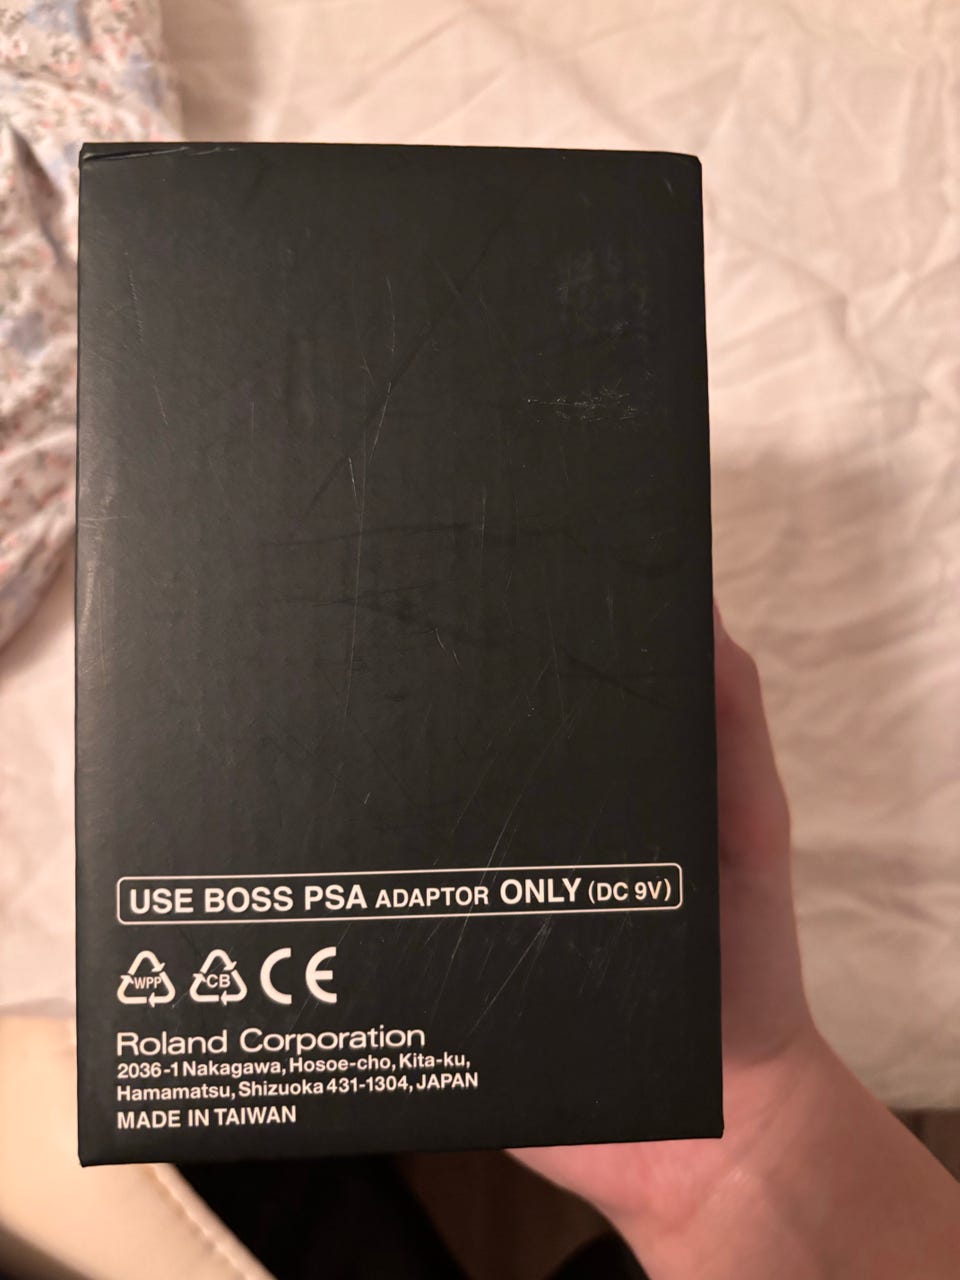 USE BOSS PSA ADAPTOR ONLY (DC 9V)
WPP CB CE
Roland Corporation
2036-1 Nakagawa, Hosoe-cho, Kita-ku,
Hamamatsu, Shizuoka 431-1304, JAPAN
MADE IN TAIWAN